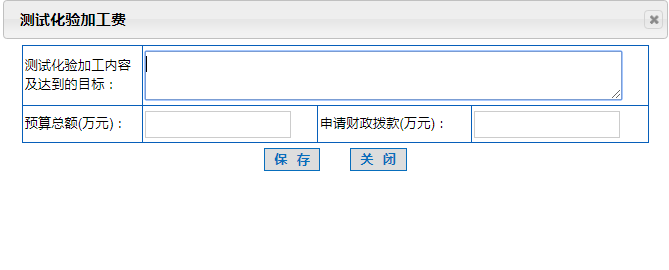 测试化验加工费
测试化验加工内容
及达到的目标：
预算总额(万元)： 申请财政拨款(万元)：
保 存 关 闭